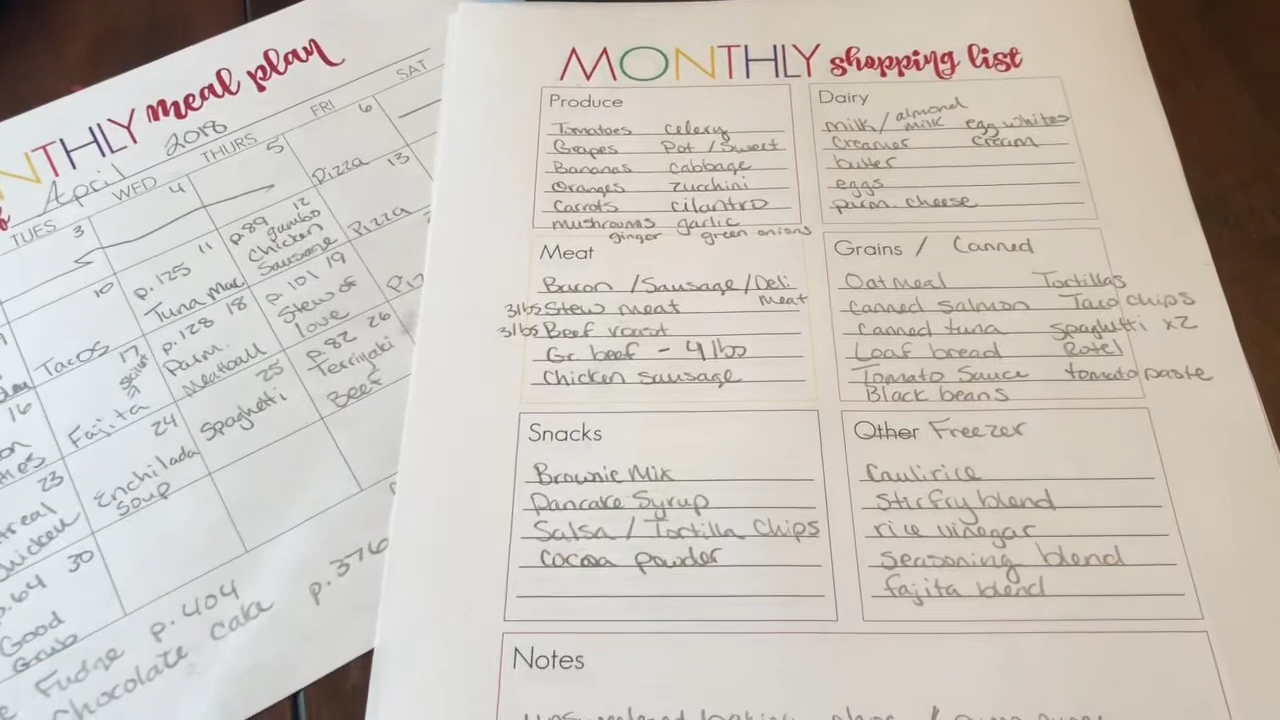 MONTHLY meal plan
April 2018
TUES WED THURS FRI SAT
3 4 5 6
10 11 12 13
Tacos
p.125
Tuna Mac
p.89
gumbo
Chicken
Sausage
Pizza
Pizza
16 17 18 19
Fajita
p.128
Parm.
Meatball
p.101
Stew of
love
23 24 25 26
Enchilada
Soup
Spaghetti
p.82
Terriyaki
Beef
30
Good
Grub
Fudge p.404
Chocolate Cake p.376
MONTHLY shopping list
Produce
Tomatoes celery
Grapes Pot / Sweet
Bananas cabbage
Oranges zucchini
Carrots cilantro
mushrooms garlic
ginger green onions
Dairy
milk / almond milk egg whites
creamer cream
butter
eggs
parm. cheese
Meat
Bacon / Sausage / Deli meat
3lbs Stew meat
3lbs Beef roast
Gr. beef - 4 lbs
Chicken sausage
Grains / Canned
Oatmeal Tortillas
canned salmon Taco chips
canned tuna spaghetti x2
Loaf bread Rotel
Tomato Sauce tomato paste
Black beans
Snacks
Brownie Mix
Pancake Syrup
Salsa / Tortilla Chips
cocoa powder
Other Freezer
Caulirice
Stirfry blend
rice vinegar
seasoning blend
fajita blend
Notes